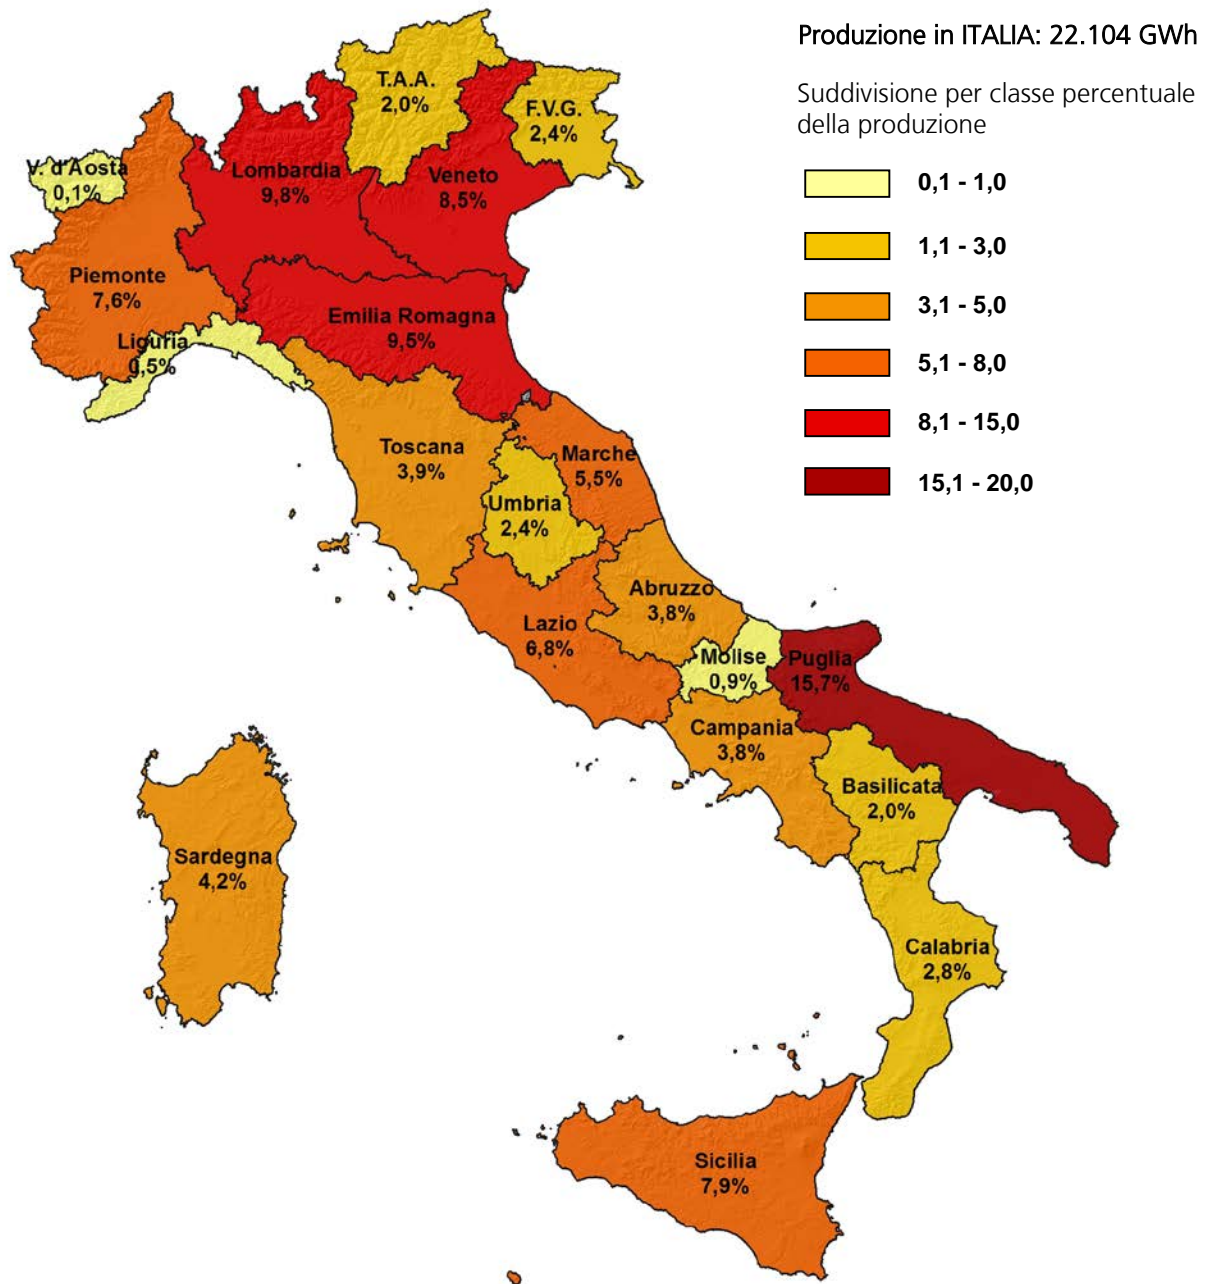 Produzione in ITALIA: 22.104 GWh
Suddivisione per classe percentuale
della produzione
0,1 - 1,0
1,1 - 3,0
3,1 - 5,0
5,1 - 8,0
8,1 - 15,0
15,1 - 20,0
T.A.A.
2,0%
F.V.G.
2,4%
V. d'Aosta
0,1%
Lombardia
9,8%
Veneto
8,5%
Piemonte
7,6%
Liguria
0,5%
Emilia Romagna
9,5%
Toscana
3,9%
Marche
5,5%
Umbria
2,4%
Abruzzo
3,8%
Lazio
6,8%
Molise
0,9%
Puglia
15,7%
Campania
3,8%
Basilicata
2,0%
Sardegna
4,2%
Calabria
2,8%
Sicilia
7,9%